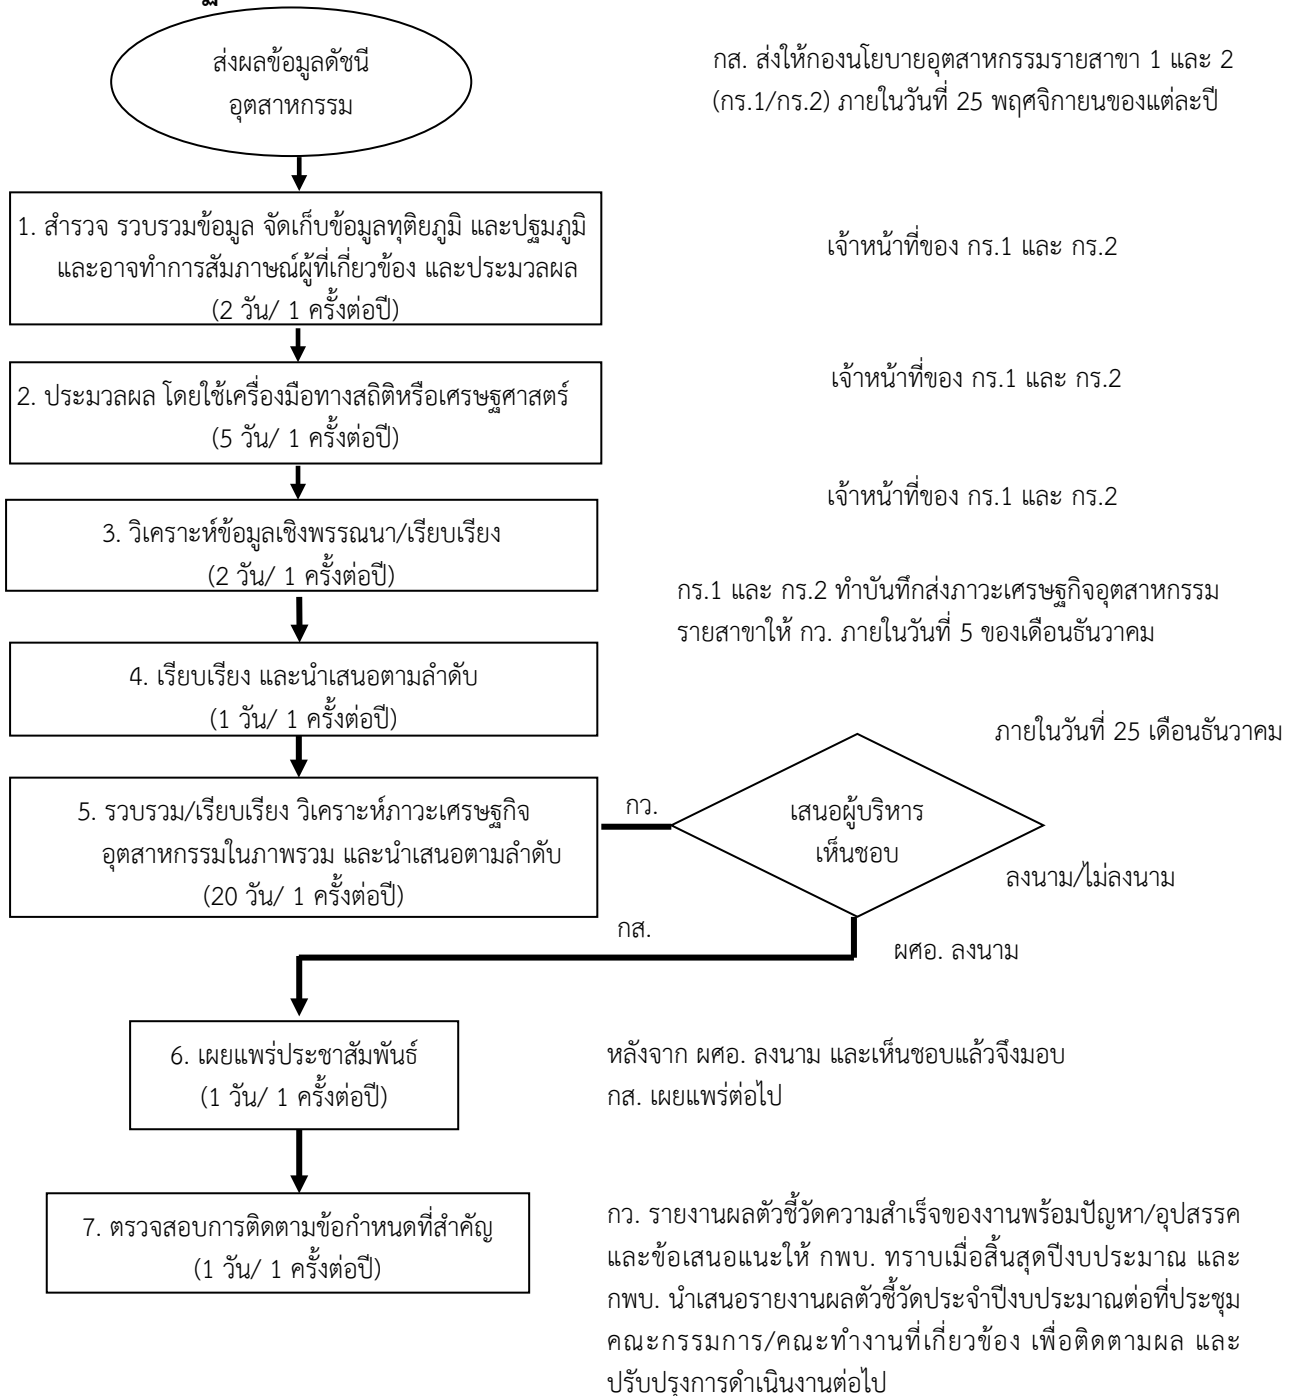 ส่งผลข้อมูลดัชนี
อุตสาหกรรม
กส. ส่งให้กองนโยบายอุตสาหกรรมรายสาขา 1 และ 2
(กร.1/กร.2) ภายในวันที่ 25 พฤศจิกายนของแต่ละปี
1. สำรวจ รวบรวมข้อมูล จัดเก็บข้อมูลทุติยภูมิ และปฐมภูมิ
และอาจทำการสัมภาษณ์ผู้ที่เกี่ยวข้อง และประมวลผล
(2 วัน/ 1 ครั้งต่อปี)
เจ้าหน้าที่ของ กร.1 และ กร.2
2. ประมวลผล โดยใช้เครื่องมือทางสถิติหรือเศรษฐศาสตร์
(5 วัน/ 1 ครั้งต่อปี)
เจ้าหน้าที่ของ กร.1 และ กร.2
3. วิเคราะห์ข้อมูลเชิงพรรณนา/เรียบเรียง
(2 วัน/ 1 ครั้งต่อปี)
เจ้าหน้าที่ของ กร.1 และ กร.2
กร.1 และ กร.2 ทำบันทึกส่งภาวะเศรษฐกิจอุตสาหกรรม
รายสาขาให้ กว. ภายในวันที่ 5 ของเดือนธันวาคม
4. เรียบเรียง และนำเสนอตามลำดับ
(1 วัน/ 1 ครั้งต่อปี)
ภายในวันที่ 25 เดือนธันวาคม
5. รวบรวม/เรียบเรียง วิเคราะห์ภาวะเศรษฐกิจ
อุตสาหกรรมในภาพรวม และนำเสนอตามลำดับ
(20 วัน/ 1 ครั้งต่อปี)
กว.
เสนอผู้บริหาร
เห็นชอบ
ลงนาม/ไม่ลงนาม
กส.
ผศอ. ลงนาม
6. เผยแพร่ประชาสัมพันธ์
(1 วัน/ 1 ครั้งต่อปี)
หลังจาก ผศอ. ลงนาม และเห็นชอบแล้วจึงมอบ
กส. เผยแพร่ต่อไป
7. ตรวจสอบการติดตามข้อกำหนดที่สำคัญ
(1 วัน/ 1 ครั้งต่อปี)
กว. รายงานผลตัวชี้วัดความสำเร็จของงานพร้อมปัญหา/อุปสรรค
และข้อเสนอแนะให้ กพบ. ทราบเมื่อสิ้นสุดปีงบประมาณ และ
กพบ. นำเสนอรายงานผลตัวชี้วัดประจำปีงบประมาณต่อที่ประชุม
คณะกรรมการ/คณะทำงานที่เกี่ยวข้อง เพื่อติดตามผล และ
ปรับปรุงการดำเนินงานต่อไป